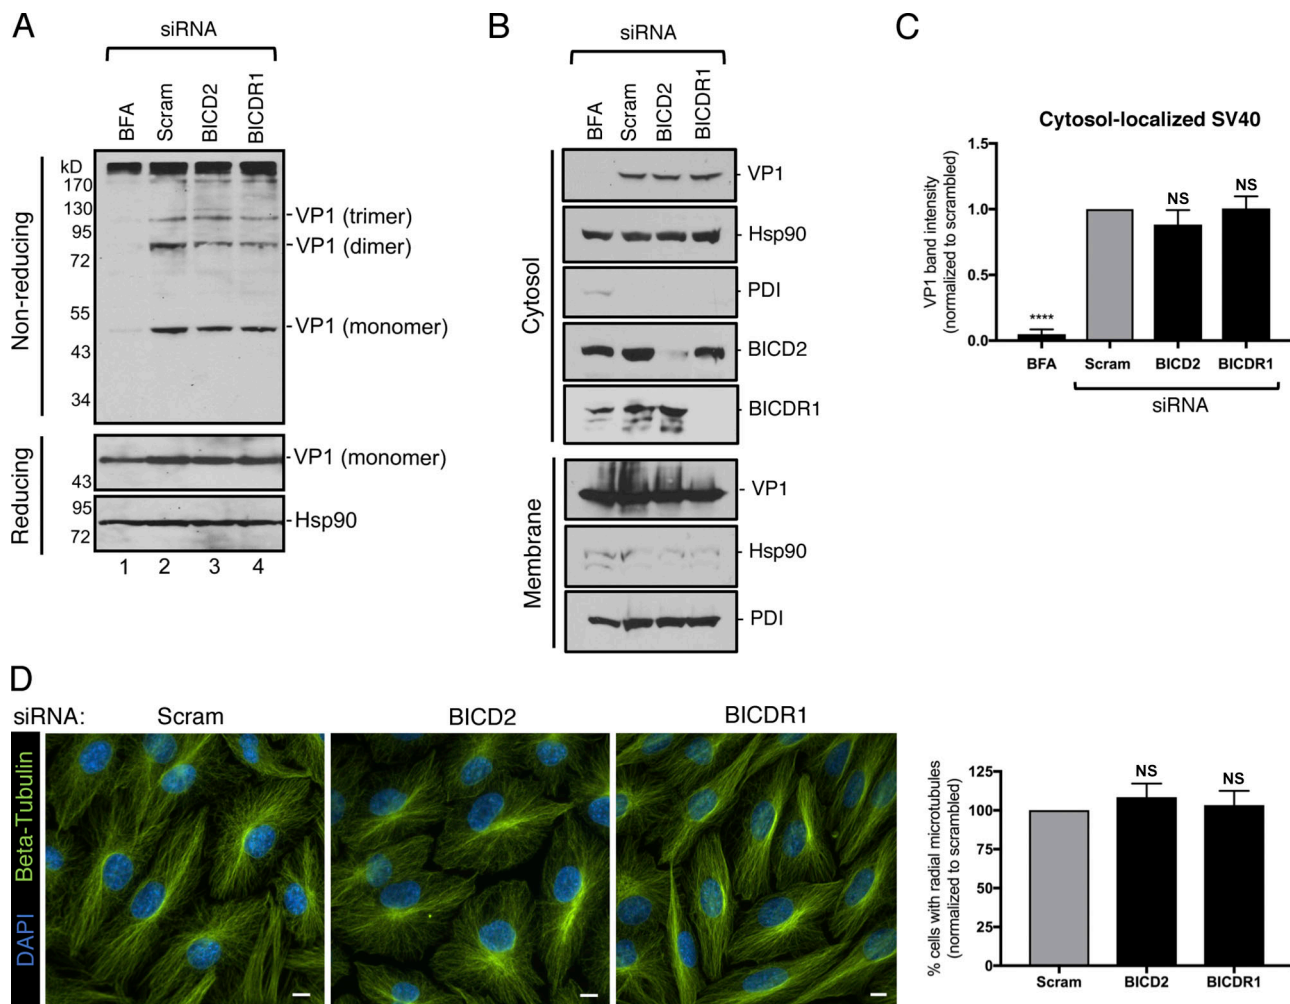 A
siRNA
BFA
Scram
BICD2
BICDR1
kD
170
130
95
72
55
43
34
Non-reducing
VP1 (trimer)
VP1 (dimer)
VP1 (monomer)
Reducing
43
95
72
VP1 (monomer)
Hsp90
1 2 3 4
B
siRNA
BFA
Scram
BICD2
BICDR1
Cytosol
VP1
Hsp90
PDI
BICD2
BICDR1
Membrane
VP1
Hsp90
PDI
C
Cytosol-localized SV40
VP1 band intensity
(normalized to scrambled)
1.5
1.0
0.5
0.0
****
NS
NS
BFA
Scram
BICD2
BICDR1
siRNA
D
siRNA:
Scram
BICD2
BICDR1
DAPI Beta-Tubulin
% cells with radial microtubules
(normalized to scrambled)
125
100
75
50
25
0
NS
NS
Scram
BICD2
BICDR1